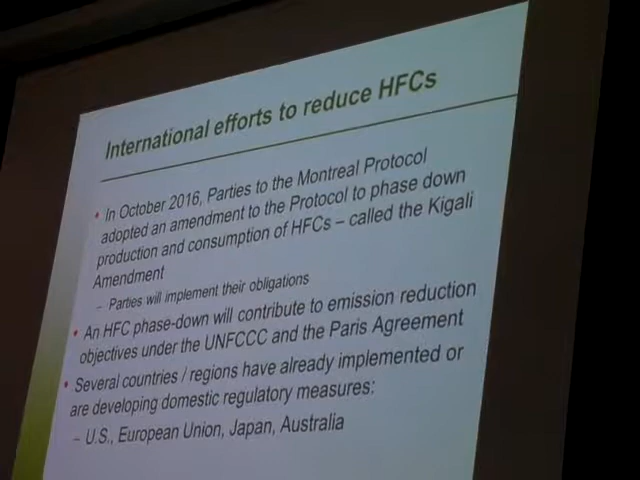 International efforts to reduce HFCs
• In October 2016, Parties to the Montreal Protocol
adopted an amendment to the Protocol to phase down
production and consumption of HFCs – called the Kigali
Amendment
– Parties will implement their obligations
• An HFC phase-down will contribute to emission reduction
objectives under the UNFCCC and the Paris Agreement
• Several countries / regions have already implemented or
are developing domestic regulatory measures:
– U.S., European Union, Japan, Australia